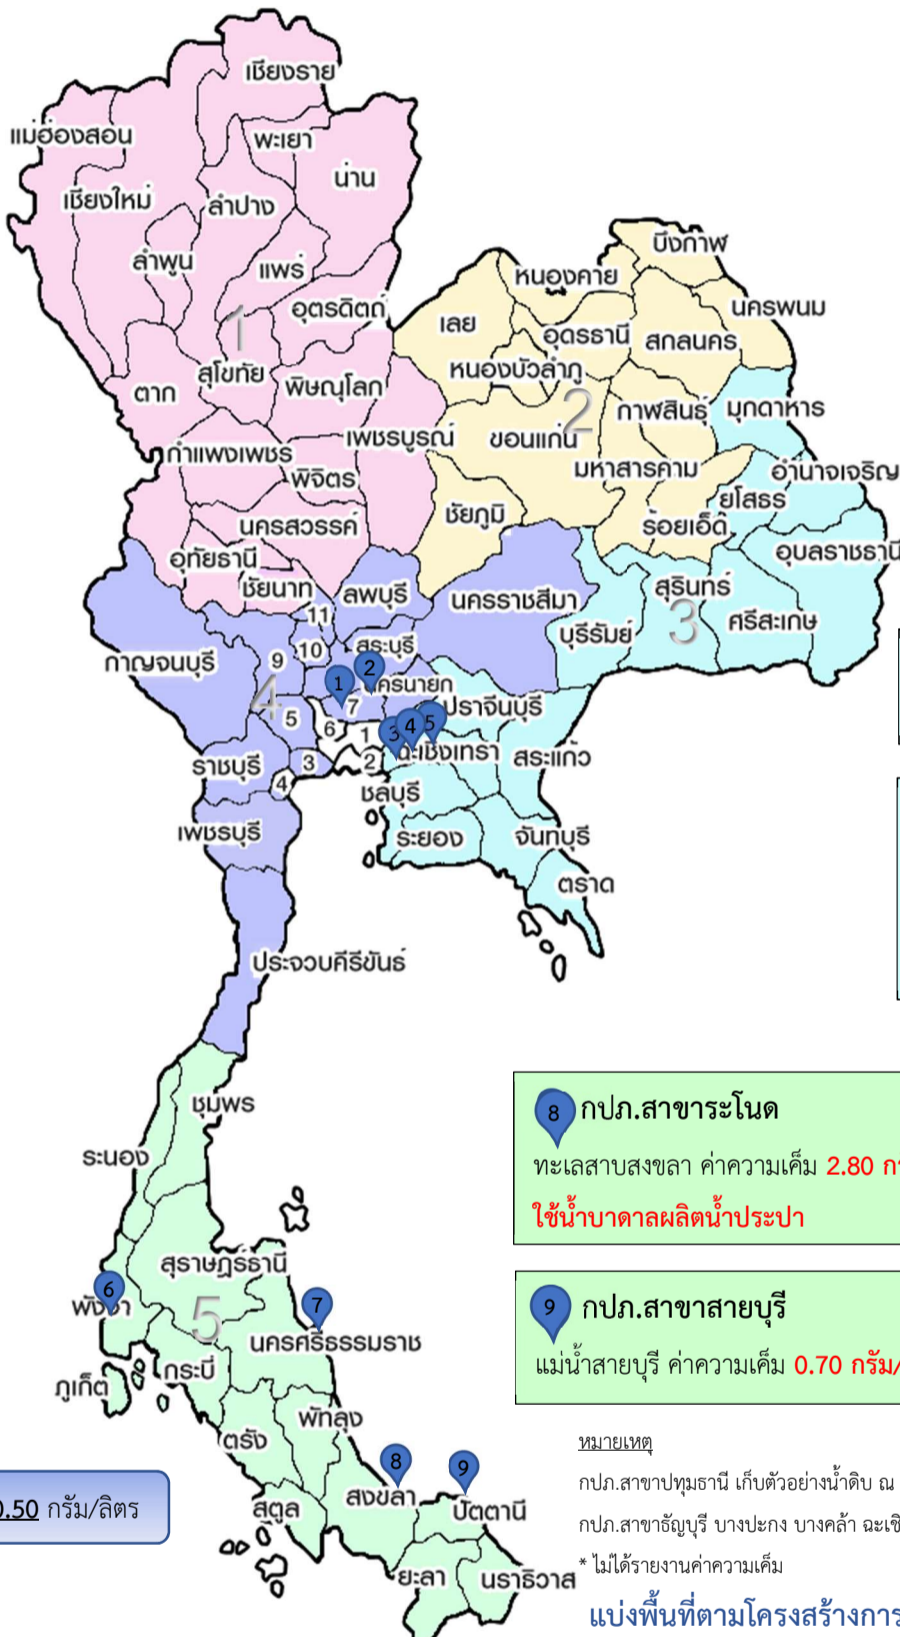 เชียงราย
แม่ฮ่องสอน
พะเยา
น่าน
เชียงใหม่
ลำปาง
ลำพูน
แพร่
อุตรดิตถ์
1
สุโขทัย
ตาก
พิษณุโลก
เพชรบูรณ์
กำแพงเพชร
พิจิตร
นครสวรรค์
อุทัยธานี
ชัยนาท
บึงกาฬ
หนองคาย
นครพนม
เลย
อุดรธานี
สกลนคร
หนองบัวลำภู
2
กาฬสินธุ์
มุกดาหาร
ขอนแก่น
มหาสารคาม
อำนาจเจริญ
ยโสธร
ชัยภูมิ
ร้อยเอ็ด
อุบลราชธานี
ลพบุรี
นครราชสีมา
สุรินทร์
3
ศรีสะเกษ
บุรีรัมย์
11
สระบุรี
10
กาญจนบุรี
9
4
1
2
นครนายก
7
ปราจีนบุรี
5
6
1
3
4
5
ฉะเชิงเทรา
สระแก้ว
ราชบุรี
3
2
4
ชลบุรี
เพชรบุรี
ระยอง
จันทบุรี
ตราด
ประจวบคีรีขันธ์
ชุมพร
ระนอง
สุราษฎร์ธานี
6
พังงา
5
7
นครศรีธรรมราช
กระบี่
ภูเก็ต
พัทลุง
ตรัง
8
9
สงขลา
ปัตตานี
สตูล
ยะลา
นราธิวาส
0.50 กรัม/ลิตร
8 กปภ.สาขาระโนด
ทะเลสาบสงขลา ค่าความเค็ม 2.80
ใช้น้ำบาดาลผลิตน้ำประปา
9 กปภ.สาขาสายบุรี
แม่น้ำสายบุรี ค่าความเค็ม 0.70 กรัม/
หมายเหตุ
กปภ.สาขาปทุมธานี เก็บตัวอย่างน้ำดิบ ณ
กปภ.สาขาธัญบุรี บางปะกง บางคล้า
* ไม่ได้รายงานค่าความเค็ม
แบ่งพื้นที่ตามโครงสร้างการ